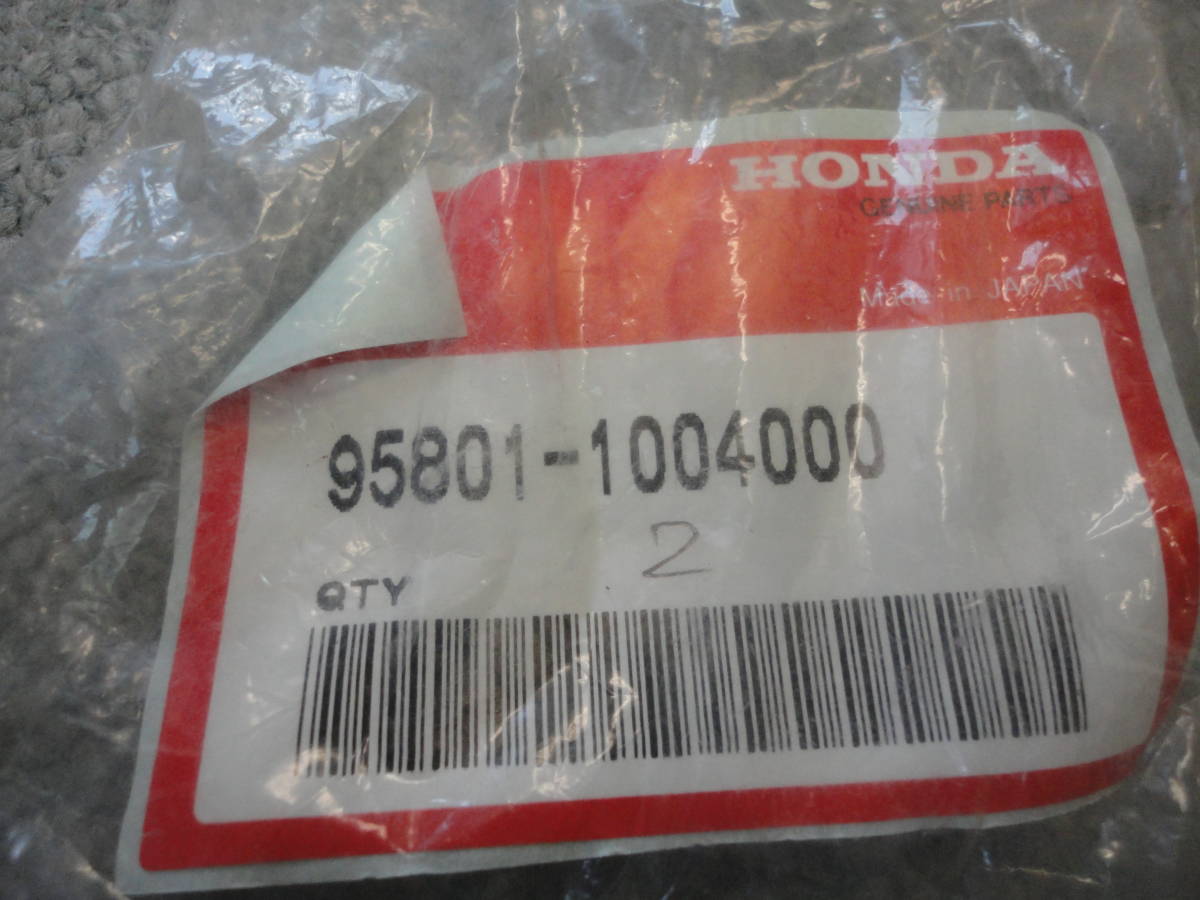 HONDA
GENUINE PARTS
Made in JAPAN
95801-1004000
2
QTY